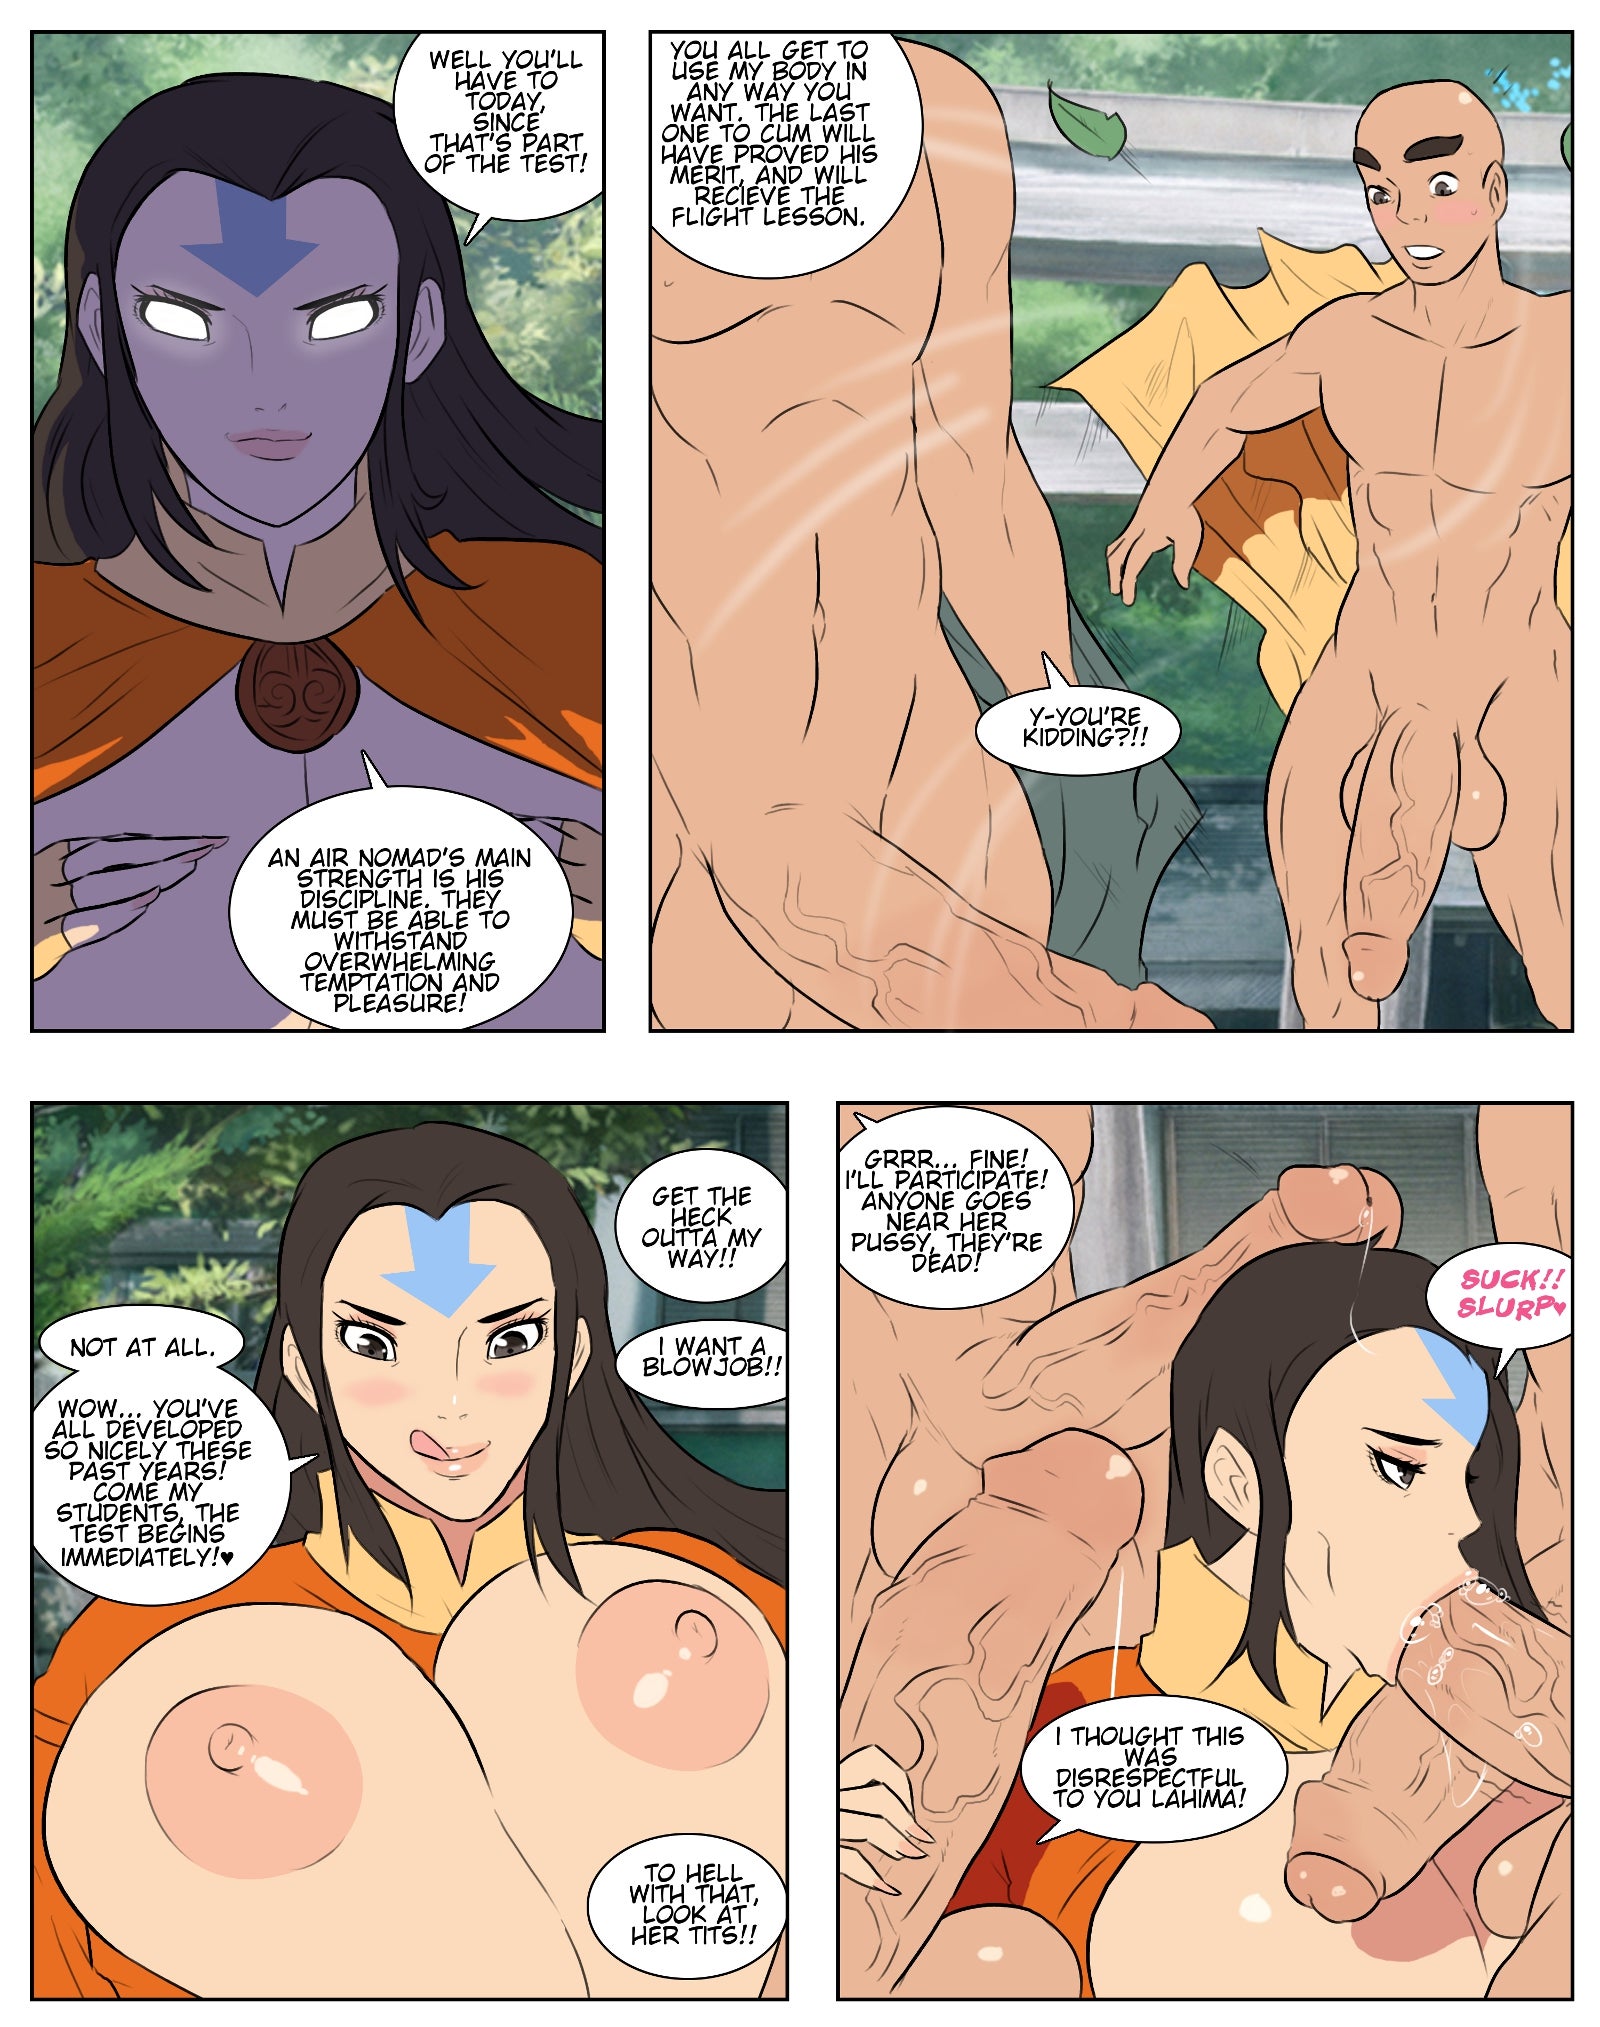 WELL YOU'LL
HAVE TO
TODAY,
SINCE
THAT'S PART
OF THE TEST!
AN AIR NOMAD'S MAIN
STRENGTH IS HIS
DISCIPLINE. THEY
MUST BE ABLE TO
WITHSTAND
OVERWHELMING
TEMPTATION AND
PLEASURE!
YOU ALL GET TO
USE MY BODY IN
ANY WAY YOU
WANT. THE LAST
ONE TO CUM WILL
HAVE PROVED HIS
MERIT, AND WILL
RECIEVE THE
FLIGHT LESSON.
Y-YOU'RE
KIDDING?!!
GET THE
HECK
OUTTA MY
WAY!!
NOT AT ALL.
I WANT A
BLOWJOB!!
WOW... YOU'VE
ALL DEVELOPED
SO NICELY THESE
PAST YEARS!
COME MY
STUDENTS, THE
TEST BEGINS
IMMEDIATELY!♥
TO HELL
WITH THAT,
LOOK AT
HER TITS!!
GRRR... FINE!
I'LL PARTICIPATE!
ANYONE GOES
NEAR HER
PUSSY, THEY'RE
DEAD!
SUCK!!
SLURP♥
I THOUGHT THIS
WAS
DISRESPECTFUL
TO YOU LAHIMA!